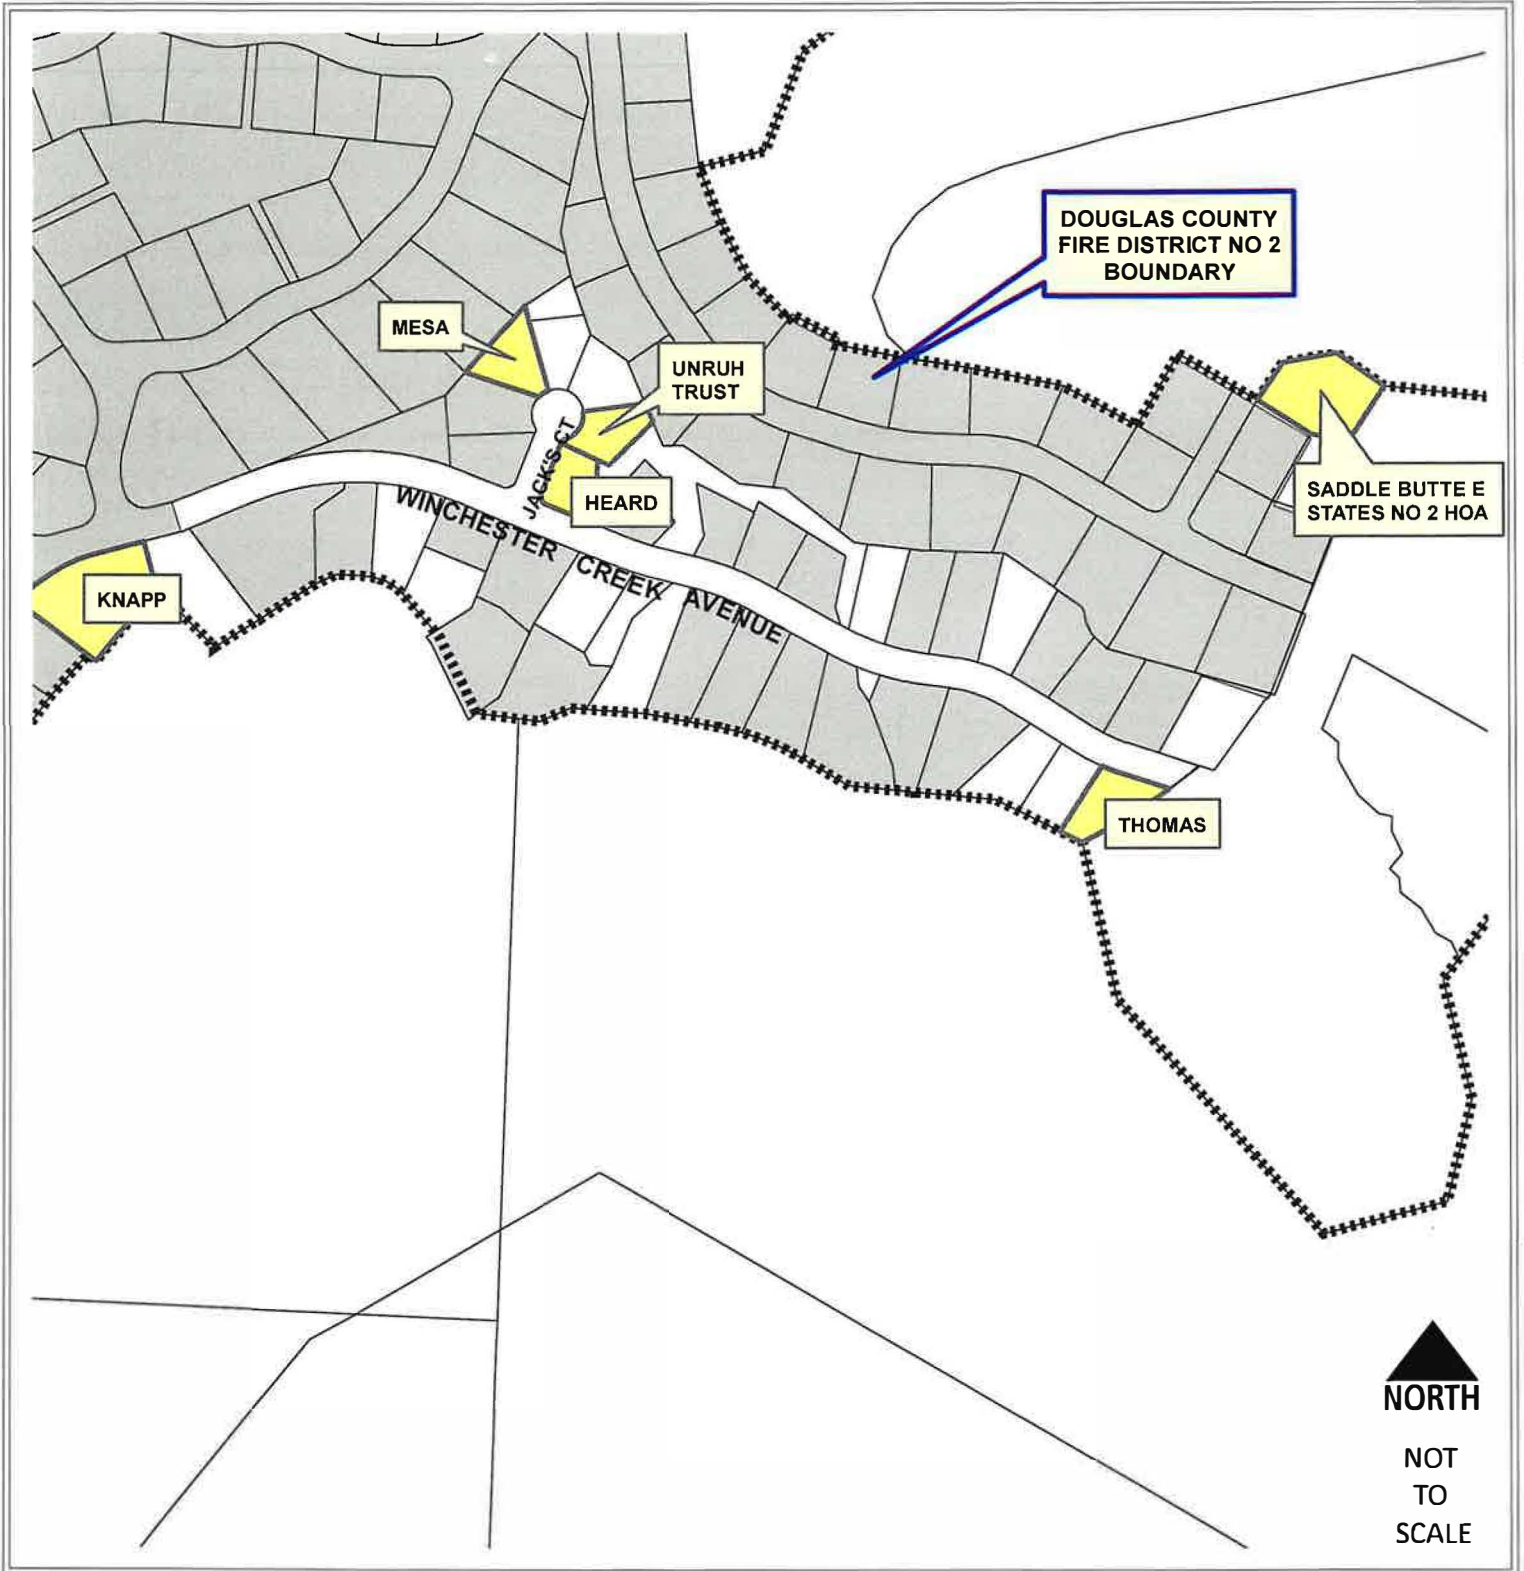 DOUGLAS COUNTY
FIRE DISTRICT NO 2
BOUNDARY
MESA
UNRUH
TRUST
JACK'S CT
HEARD
SADDLE BUTTE E
STATES NO 2 HOA
WINCHESTER CREEK AVENUE
KNAPP
THOMAS
NORTH
NOT
TO
SCALE